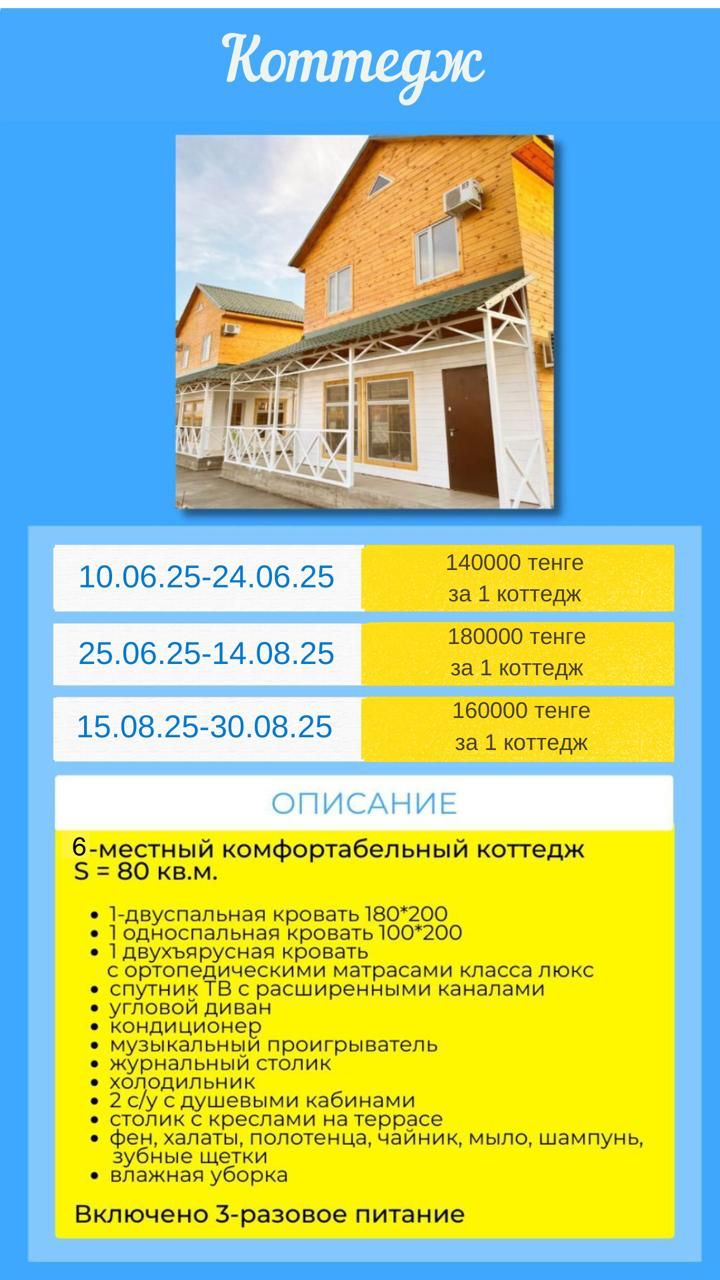 Коттедж
10.06.25-24.06.25
140000 тенге
за 1 коттедж
25.06.25-14.08.25
180000 тенге
за 1 коттедж
15.08.25-30.08.25
160000 тенге
за 1 коттедж
ОПИСАНИЕ
6-местный комфортабельный коттедж
S = 80 кв.м.
• 1-двуспальная кровать 180*200
• 1 односпальная кровать 100*200
• 1 двухъярусная кровать
с ортопедическими матрасами класса люкс
• спутник ТВ с расширенными каналами
• угловой диван
• кондиционер
• музыкальный проигрыватель
• журнальный столик
• холодильник
• 2 с/у с душевыми кабинами
• столик с креслами на террасе
• фен, халаты, полотенца, чайник, мыло, шампунь,
зубные щетки
• влажная уборка
Включено 3-разовое питание